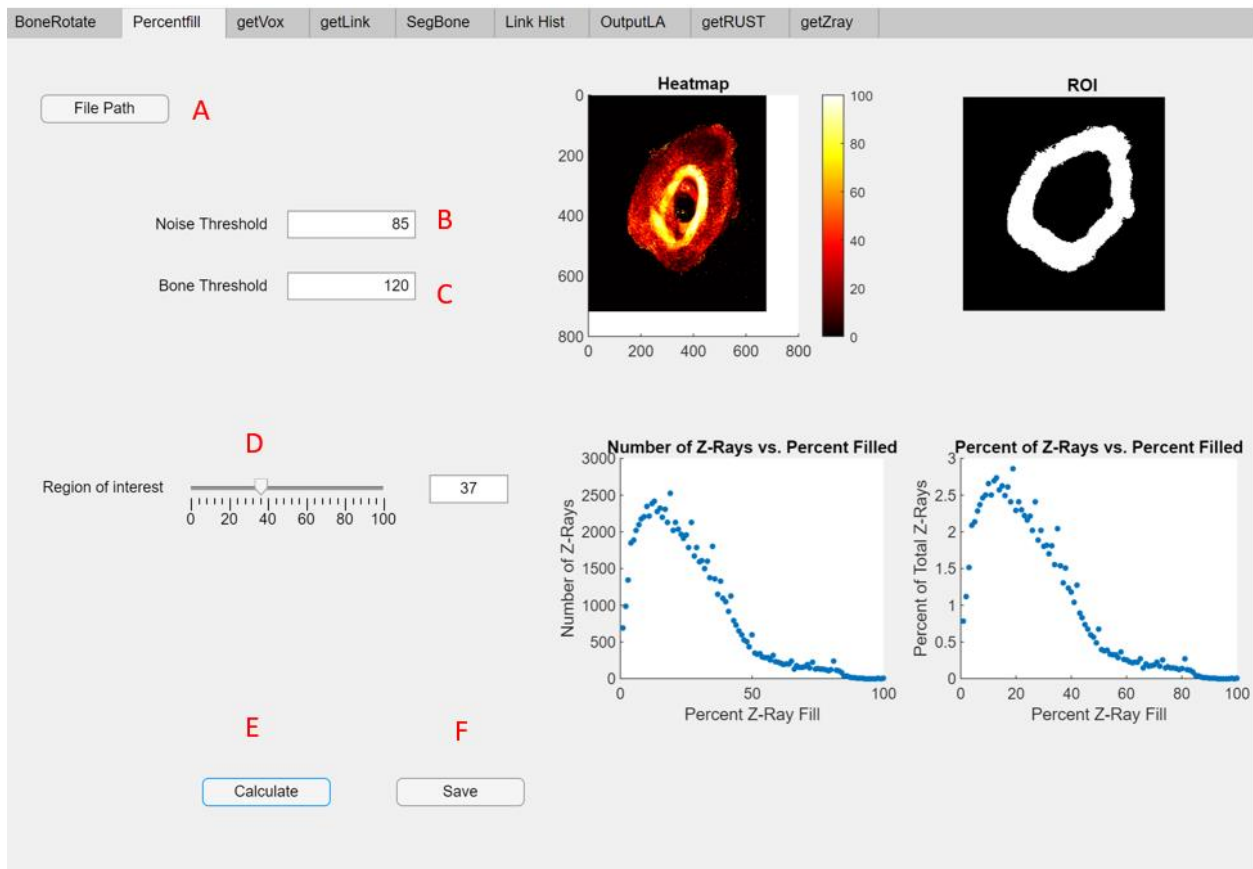 BoneRotate Percentfill getVox getLink SegBone Link Hist OutputLA getRUST getZray
File Path
A
Noise Threshold
85
B
Bone Threshold
120
C
Heatmap
0
200
400
600
800
0 200 400 600 800
100
80
60
40
20
0
ROI
D
Region of interest
0 20 40 60 80 100
37
Number of Z-Rays vs. Percent Filled
Number of Z-Rays
3000
2500
2000
1500
1000
500
0
0 50 100
Percent Z-Ray Fill
Percent of Z-Rays vs. Percent Filled
Percent of Total Z-Rays
3
2.5
2
1.5
1
0.5
0
0 20 40 60 80 100
Percent Z-Ray Fill
E
F
Calculate
Save